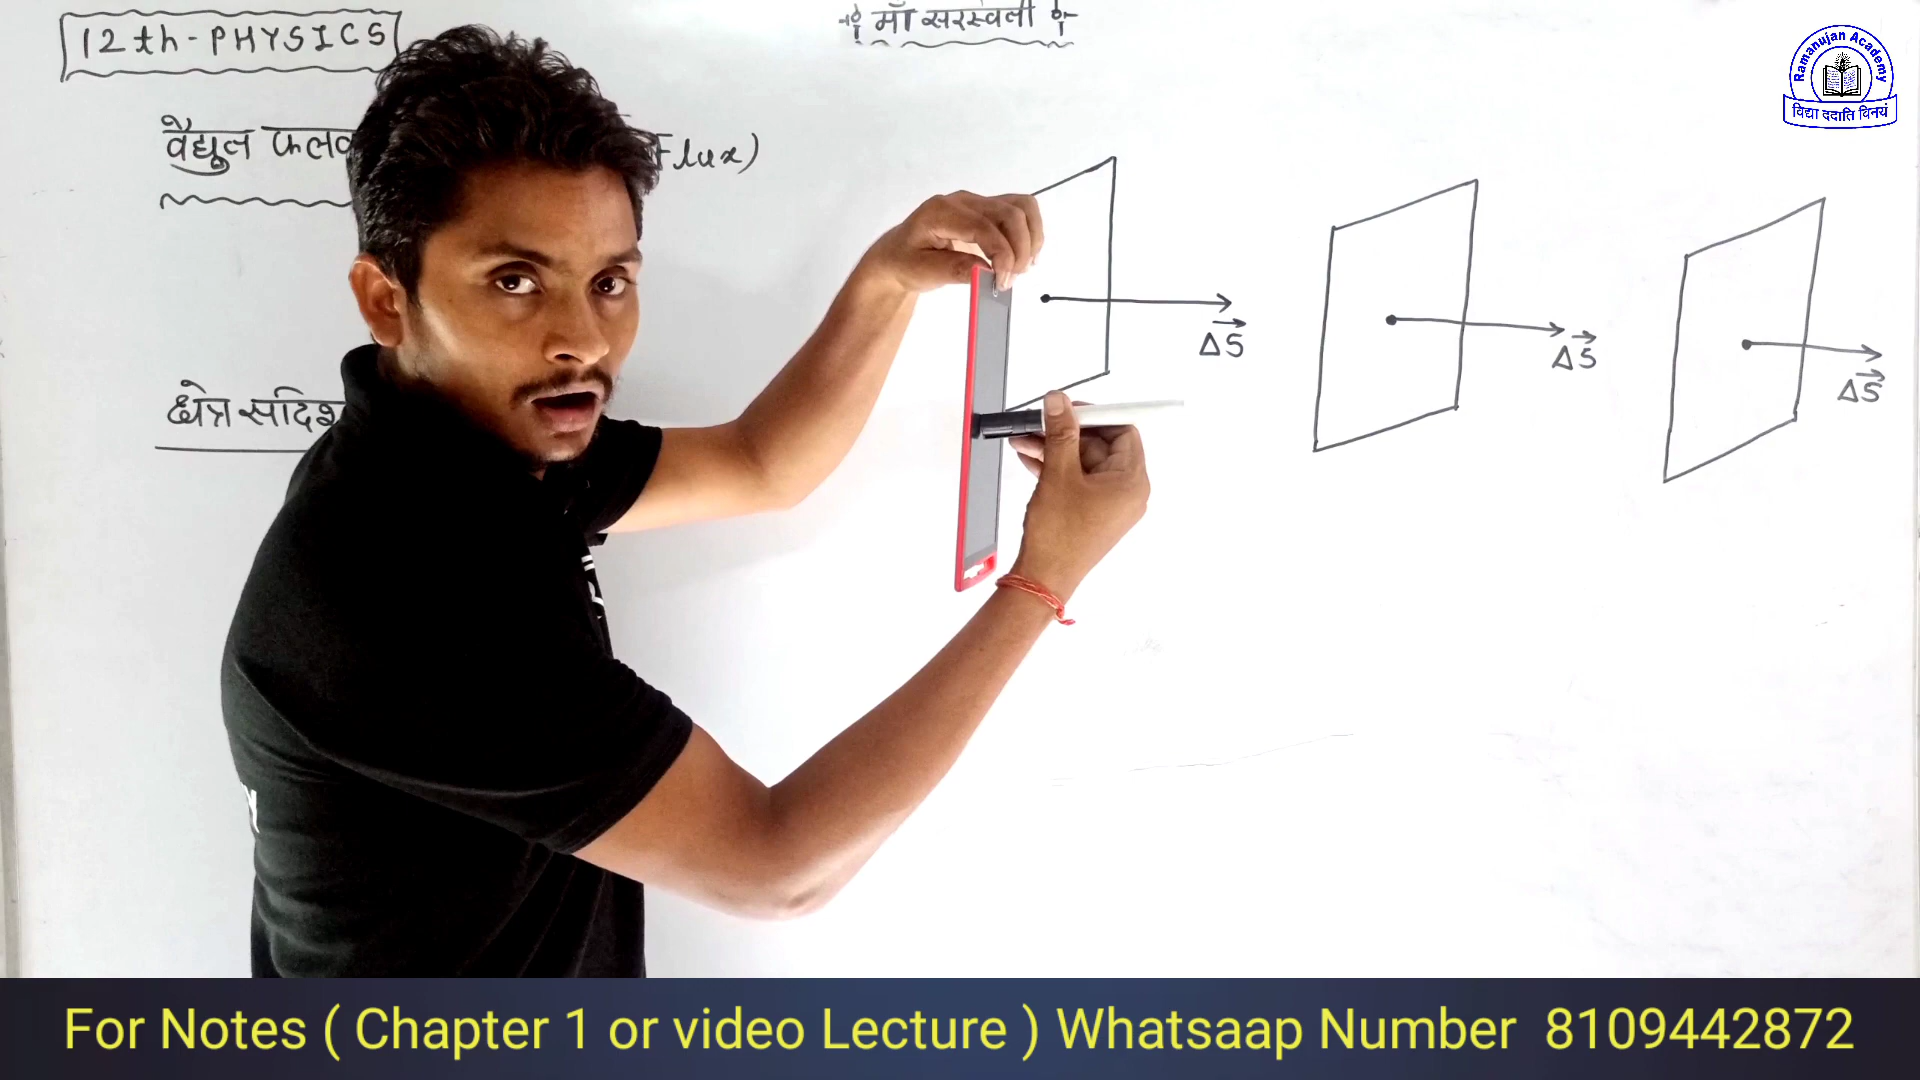 12th-PHYSICS
माँ सरस्वती
वैद्युत फलक
Flux)
क्षेत्र सदिश
ΔS
ΔS
ΔS
Ramanujan Academy
विद्या ददाति विनयं
For Notes ( Chapter 1 or video Lecture ) Whatsaap Number 8109442872